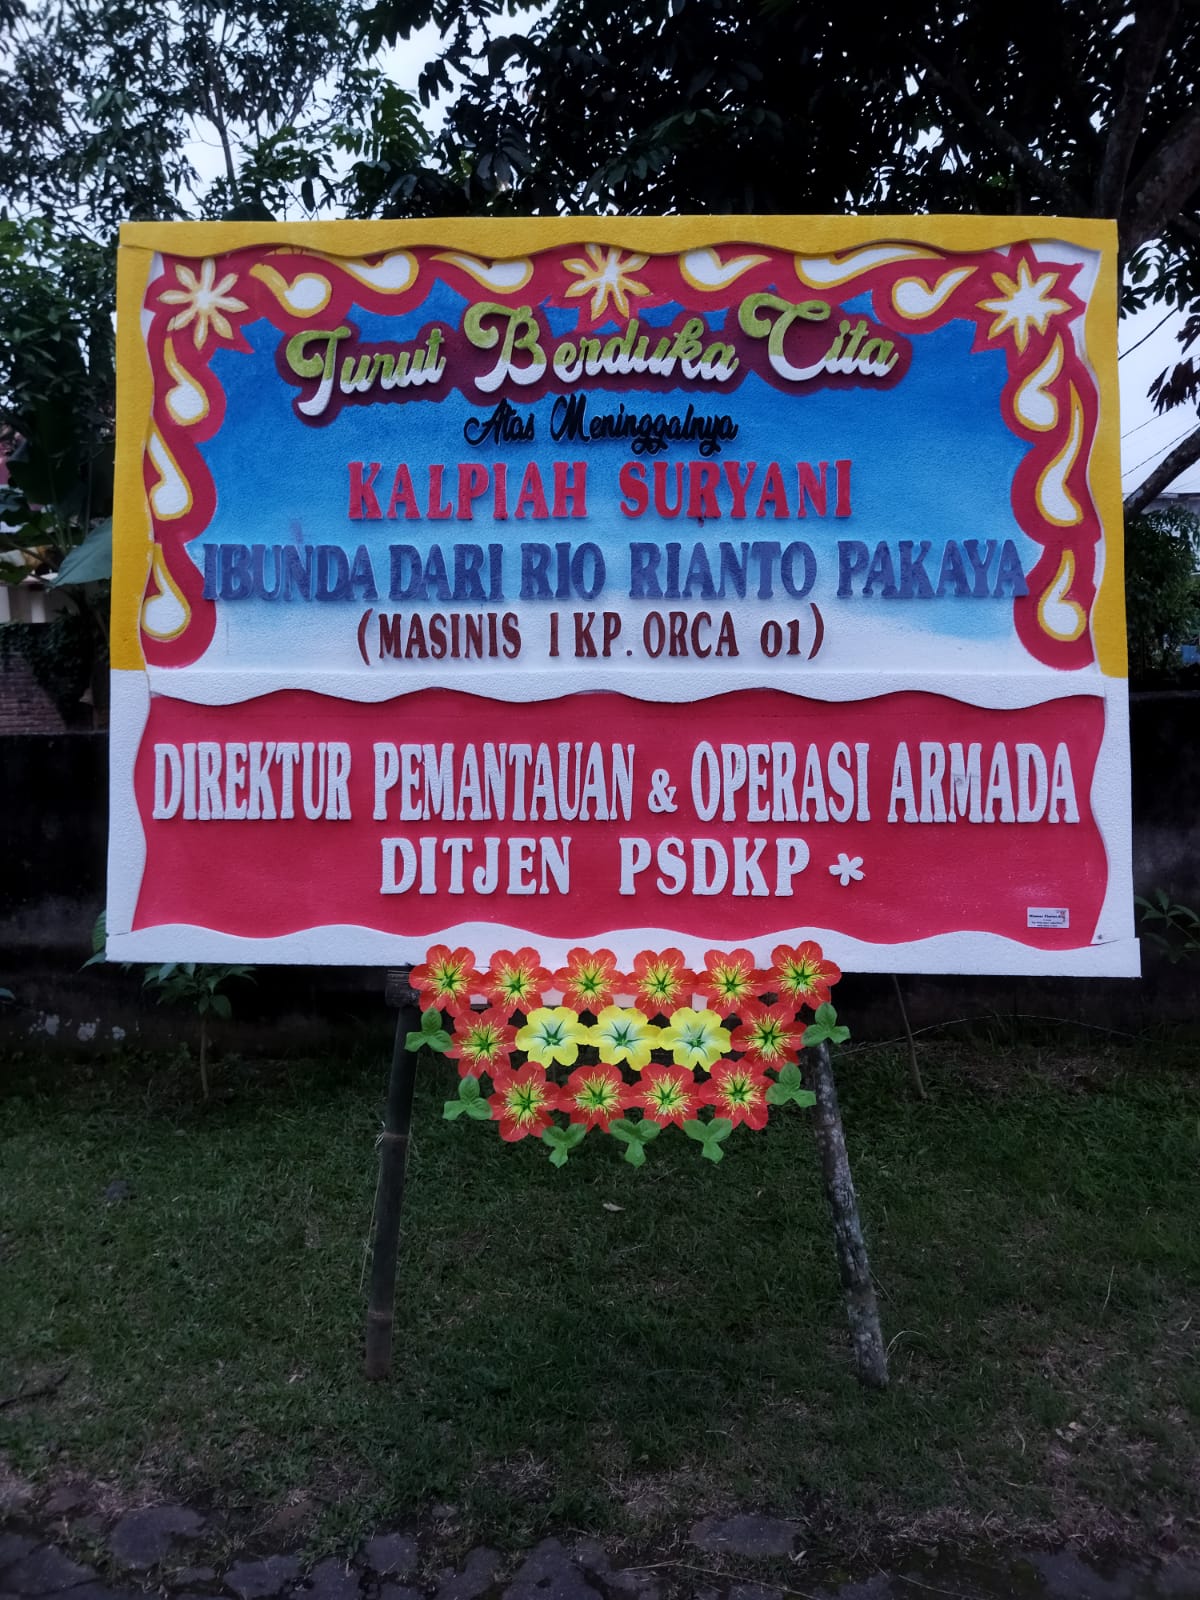 Turut Berduka Cita
Atas Meninggalnya
KALPIAH SURYANI
IBUNDA DARI RIO RIANTO PAKAYA
(MASINIS I KP. ORCA 01)
DIREKTUR PEMANTAUAN & OPERASI ARMADA
DITJEN PSDKP *